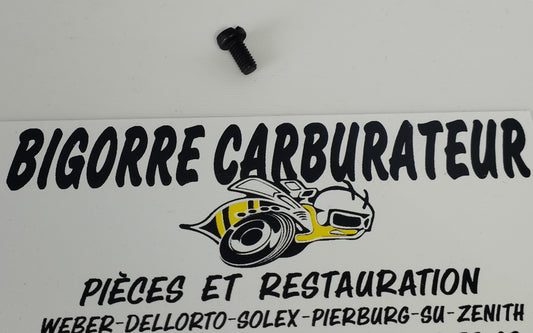 BIGORRE CARBURATEUR
PIÈCES ET RESTAURATION
WEBER-DELLORTO-SOLEX-PIERBURG-SU-ZENITH